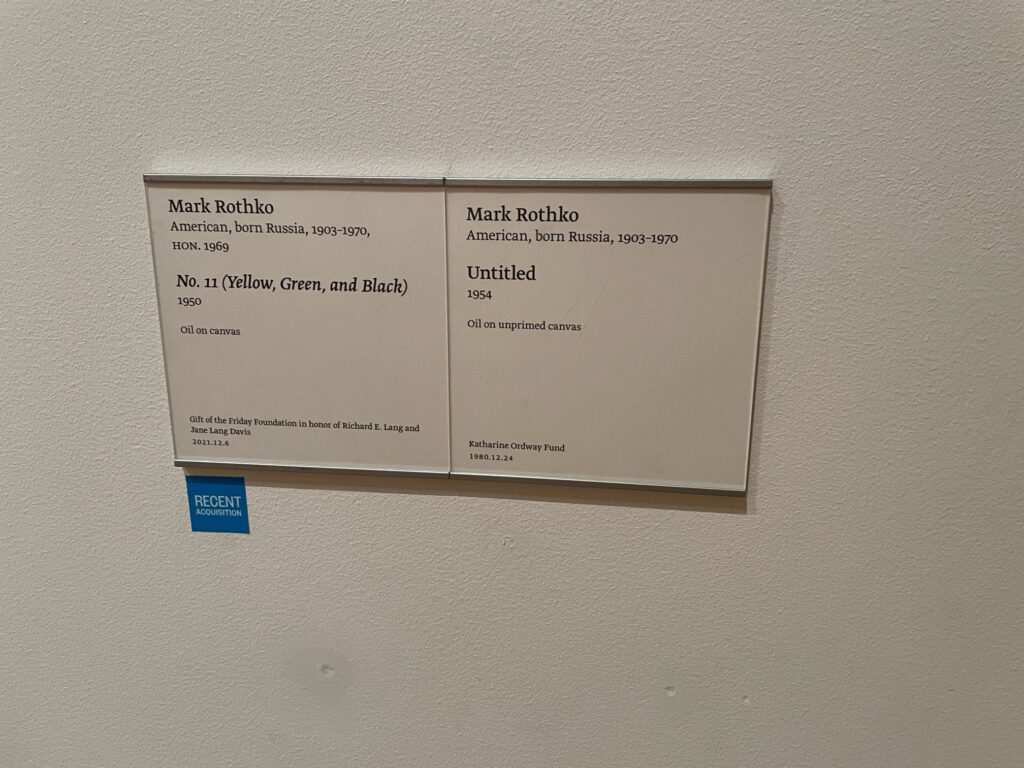 Mark Rothko
American, born Russia, 1903–1970,
HON. 1969
No. 11 (Yellow, Green, and Black)
1950
Oil on canvas
Gift of the Friday Foundation in honor of Richard E. Lang and
Jane Lang Davis
2021.12.6
RECENT
ACQUISITION
Mark Rothko
American, born Russia, 1903–1970
Untitled
1954
Oil on unprimed canvas
Katharine Ordway Fund
1980.12.24